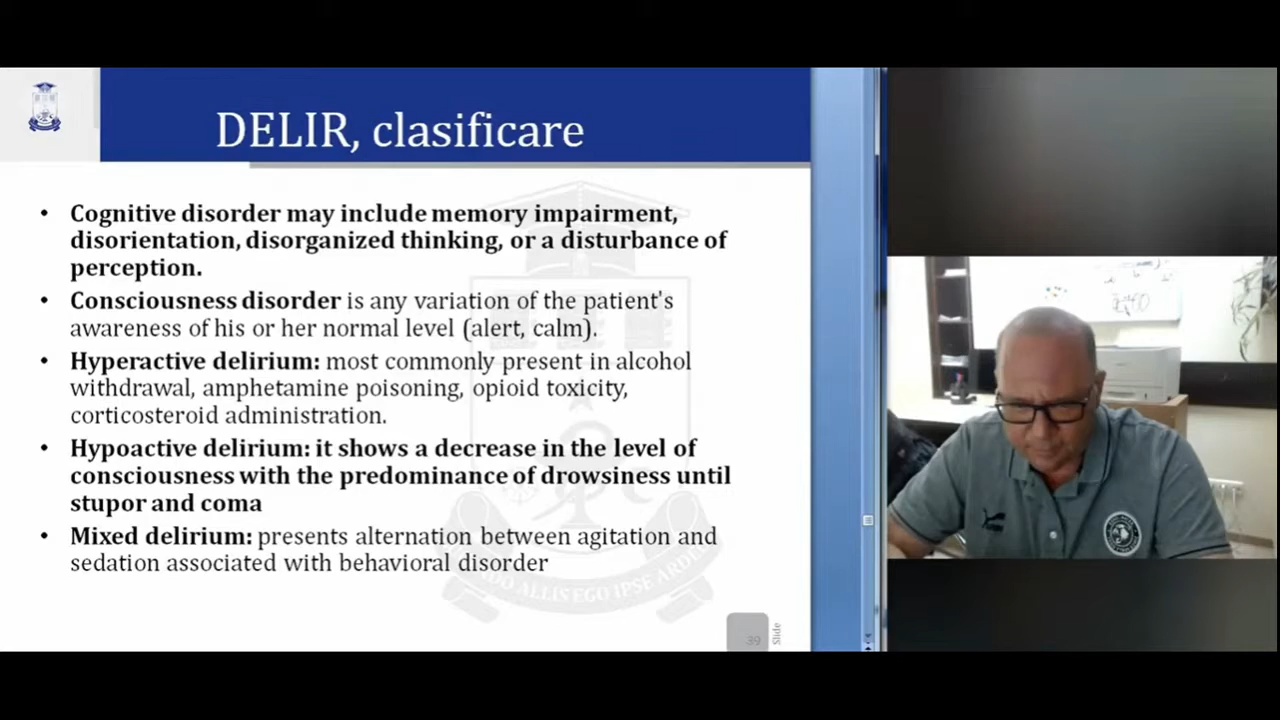 DELIR, clasificare
• Cognitive disorder may include memory impairment,
disorientation, disorganized thinking, or a disturbance of
perception.
• Consciousness disorder is any variation of the patient's
awareness of his or her normal level (alert, calm).
• Hyperactive delirium: most commonly present in alcohol
withdrawal, amphetamine poisoning, opioid toxicity,
corticosteroid administration.
• Hypoactive delirium: it shows a decrease in the level of
consciousness with the predominance of drowsiness until
stupor and coma
• Mixed delirium: presents alternation between agitation and
sedation associated with behavioral disorder
39
Slide